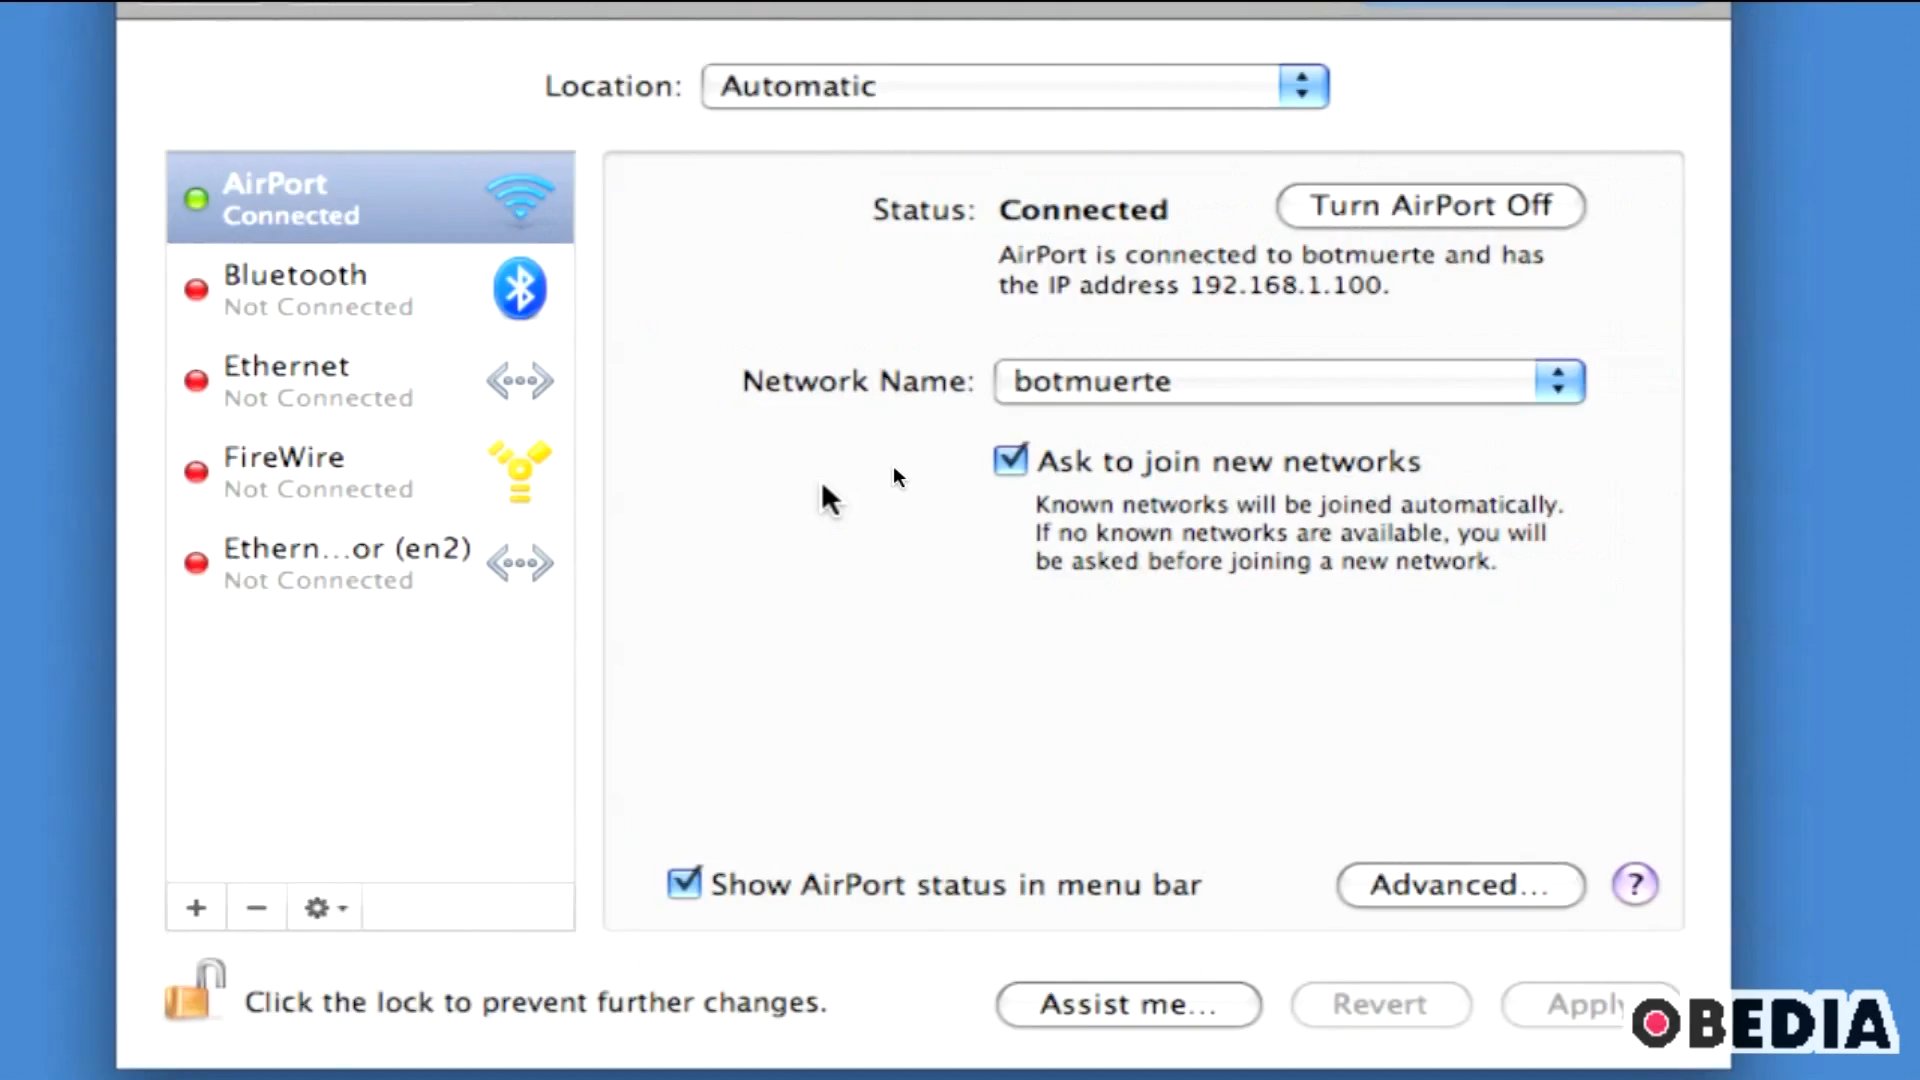 Location: Automatic
AirPort
Connected
Bluetooth
Not Connected
Ethernet
Not Connected
FireWire
Not Connected
Ethern...or (en2)
Not Connected
Status: Connected
Turn AirPort Off
AirPort is connected to botmuerte and has
the IP address 192.168.1.100.
Network Name: botmuerte
Ask to join new networks
Known networks will be joined automatically.
If no known networks are available, you will
be asked before joining a new network.
Show AirPort status in menu bar
Advanced...
?
Click the lock to prevent further changes.
Assist me...
Revert
Apply
OBEDIA